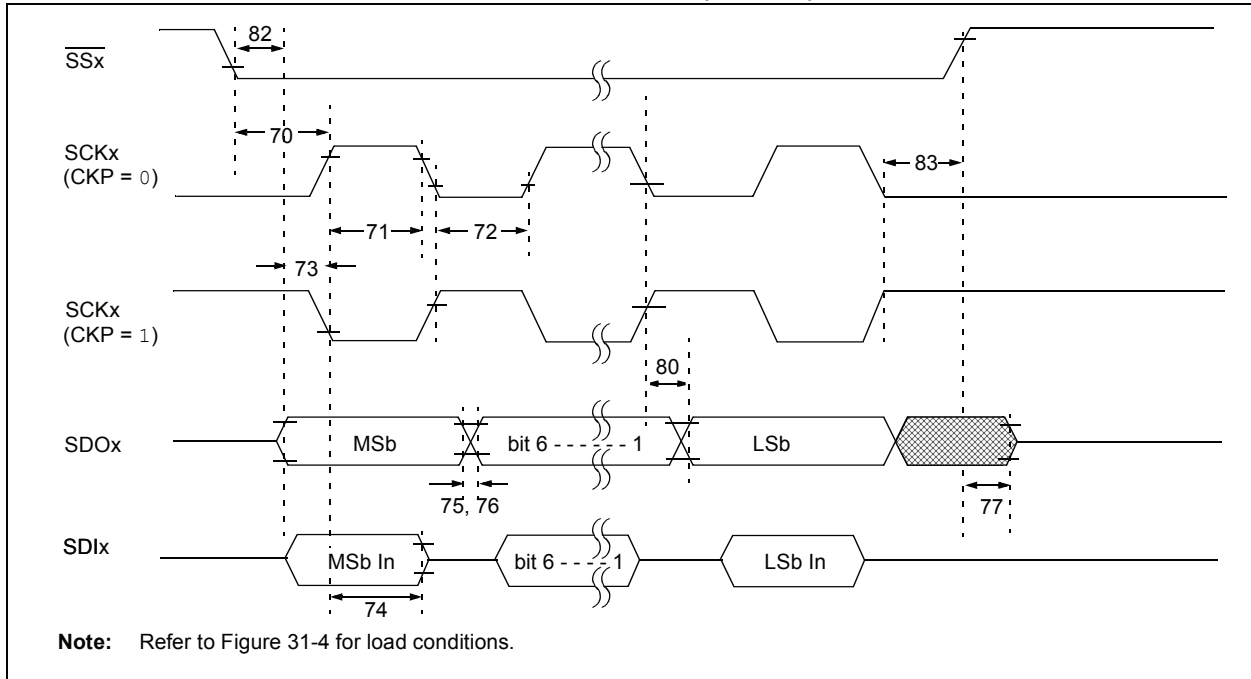 82
SSx
70
SCKx
(CKP = 0)
83
71
72
73
SCKx
(CKP = 1)
80
SDOx
MSb
bit 6 - - - - - - 1
LSb
75, 76
77
SDIx
MSb In
bit 6 - - - - 1
LSb In
74
Note: Refer to Figure 31-4 for load conditions.